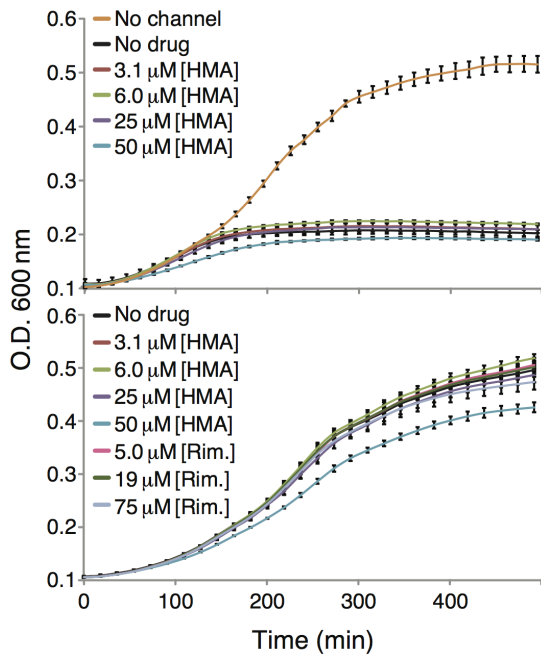 0.6
No channel
No drug
0.5
3.1 μM [HMA]
6.0 μM [HMA]
0.4
25 μM [HMA]
50 μM [HMA]
0.3
0.2
0.1
O.D. 600 nm
0.6
No drug
3.1 μM [HMA]
0.5
6.0 μM [HMA]
25 μM [HMA]
0.4
50 μM [HMA]
5.0 μM [Rim.]
0.3
19 μM [Rim.]
75 μM [Rim.]
0.2
0.1
0 100 200 300 400
Time (min)